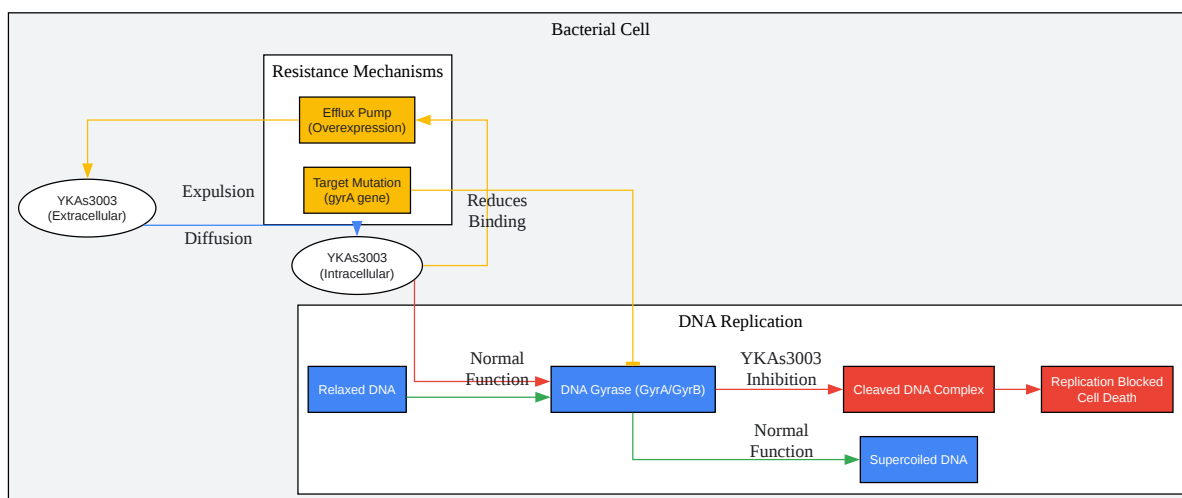 Bacterial Cell
Resistance Mechanisms
Efflux Pump
(Overexpression)
Target Mutation
(gyrA gene)
Expulsion
Reduces
Binding
YKAs3003
(Extracellular)
Diffusion
YKAs3003
(Intracellular)
DNA Replication
Normal
Function
YKAs3003
Inhibition
Relaxed DNA
DNA Gyrase (GyrA/GyrB)
Cleaved DNA Complex
Replication Blocked
Cell Death
Normal
Function
Supercoiled DNA